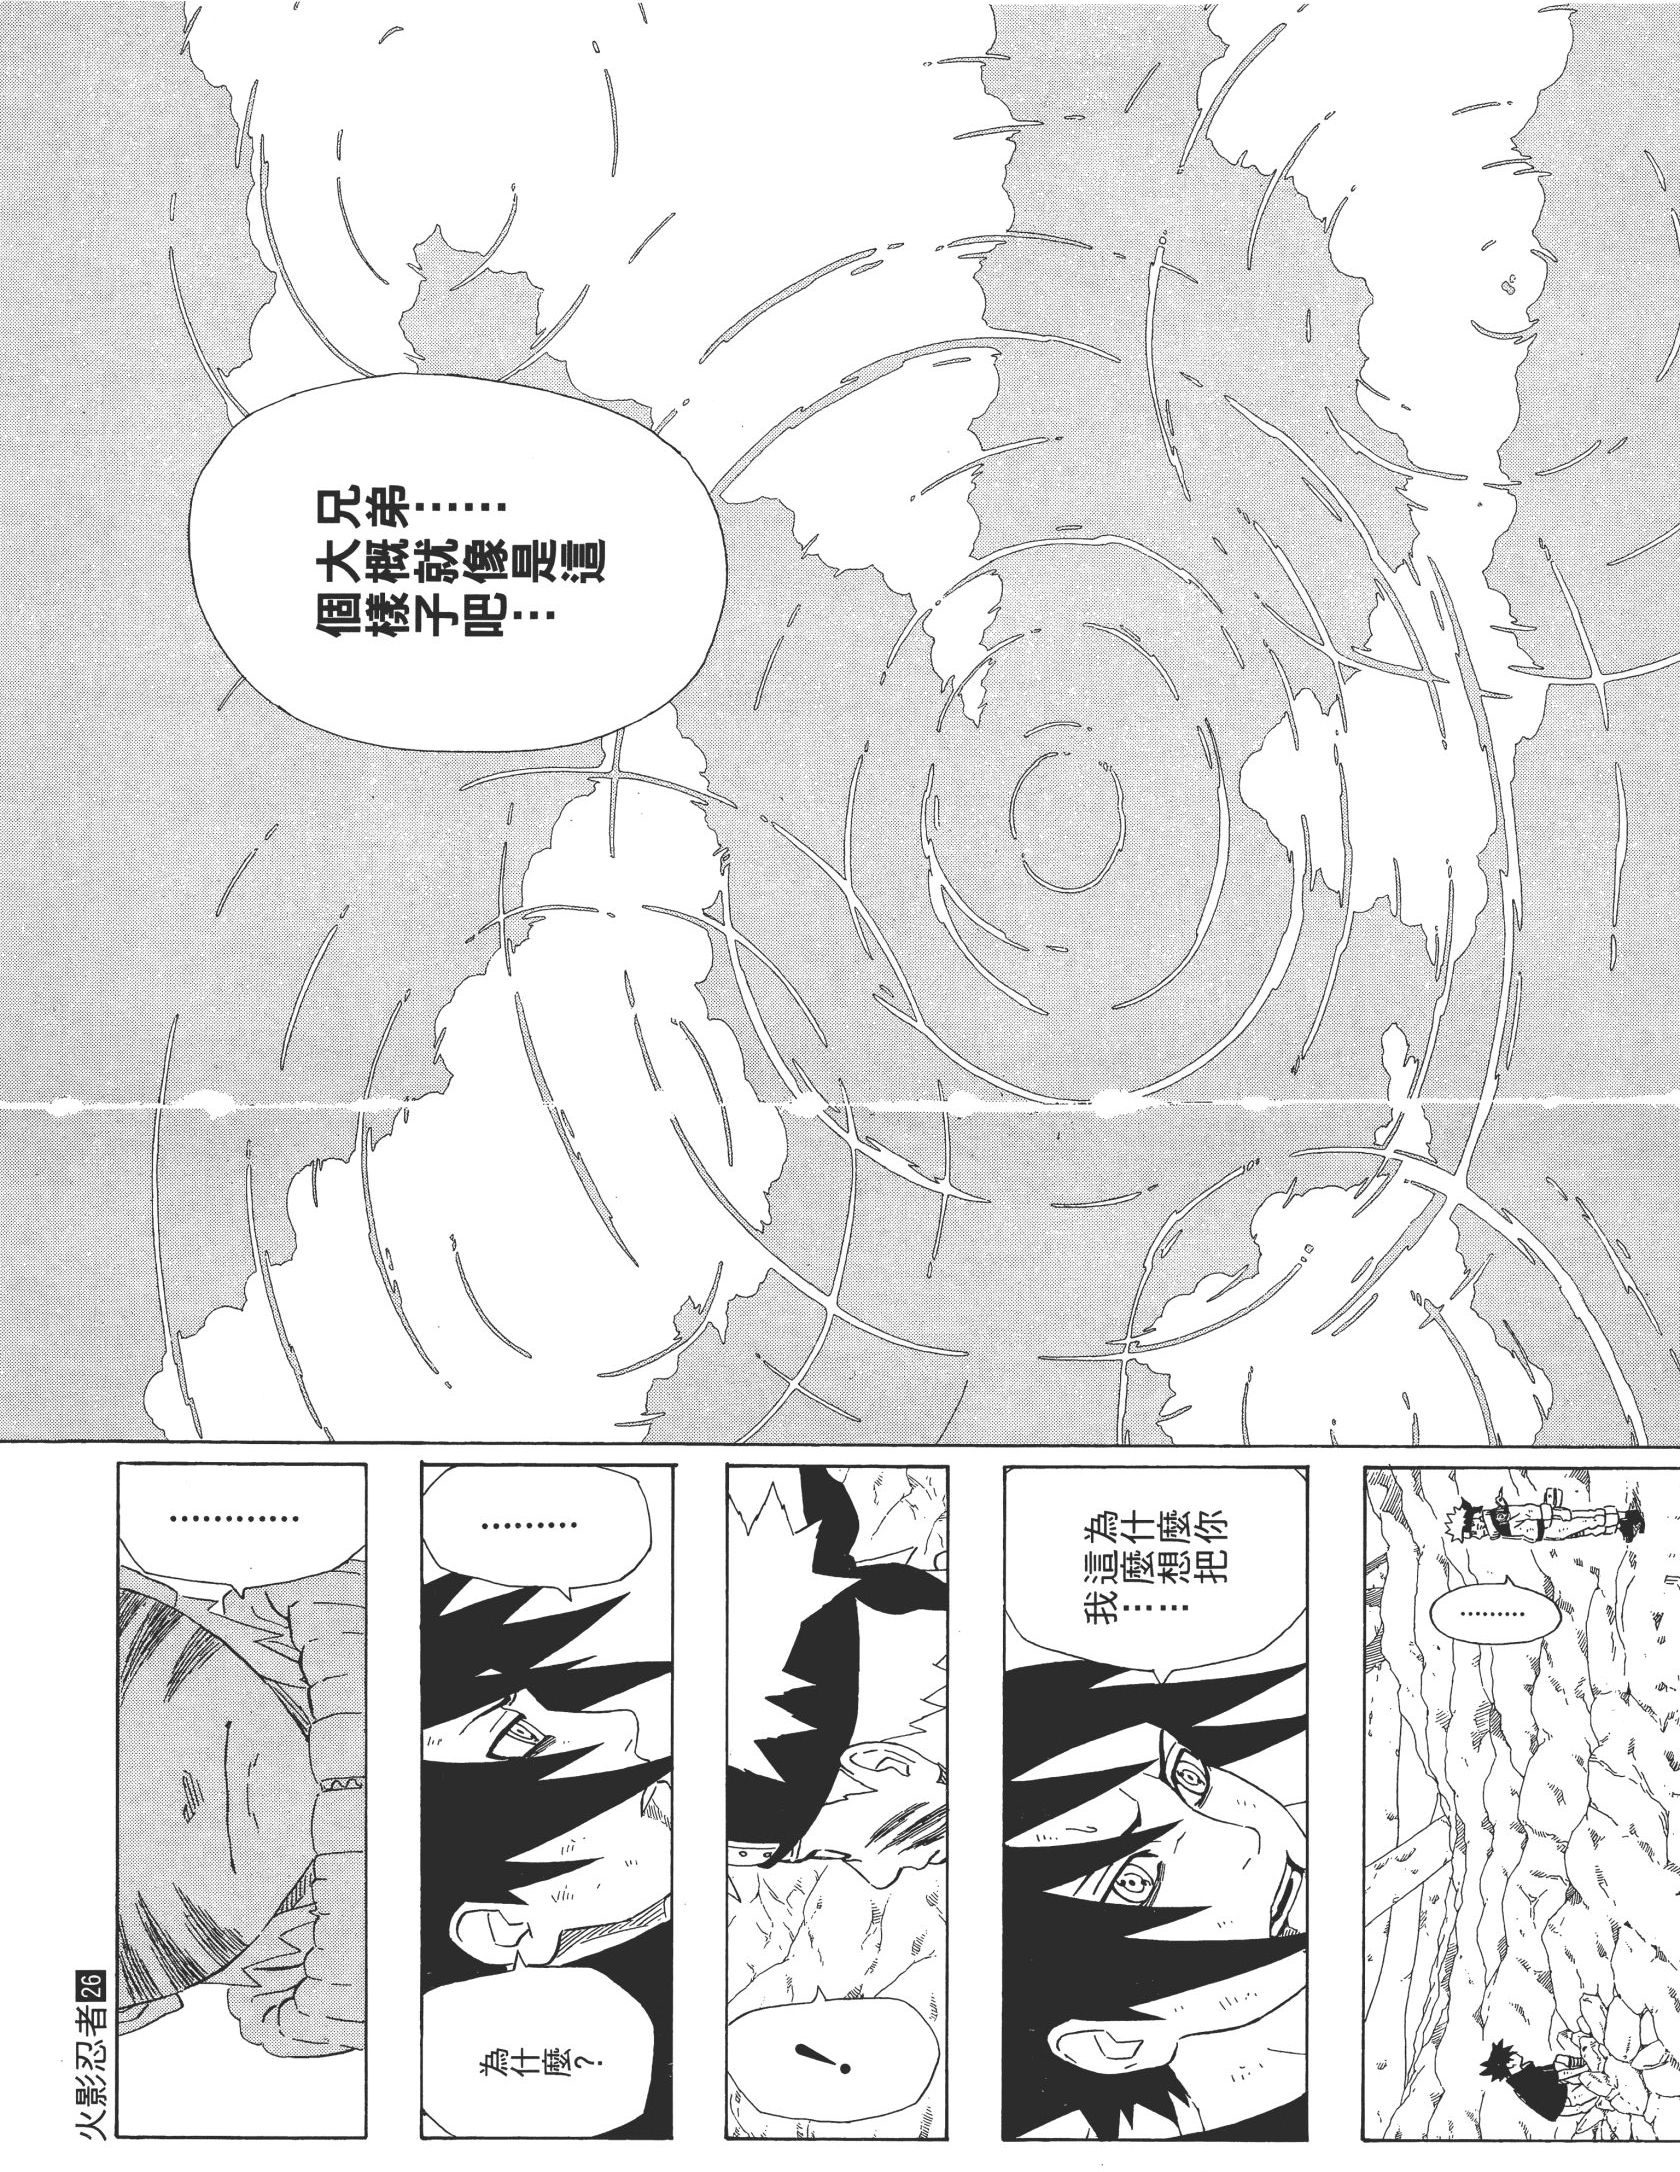 兄弟……
大概就像是這
個樣子吧…
火影忍者26
…………
………
為什麼?
!
為什麼你
這麼想把
我……
………